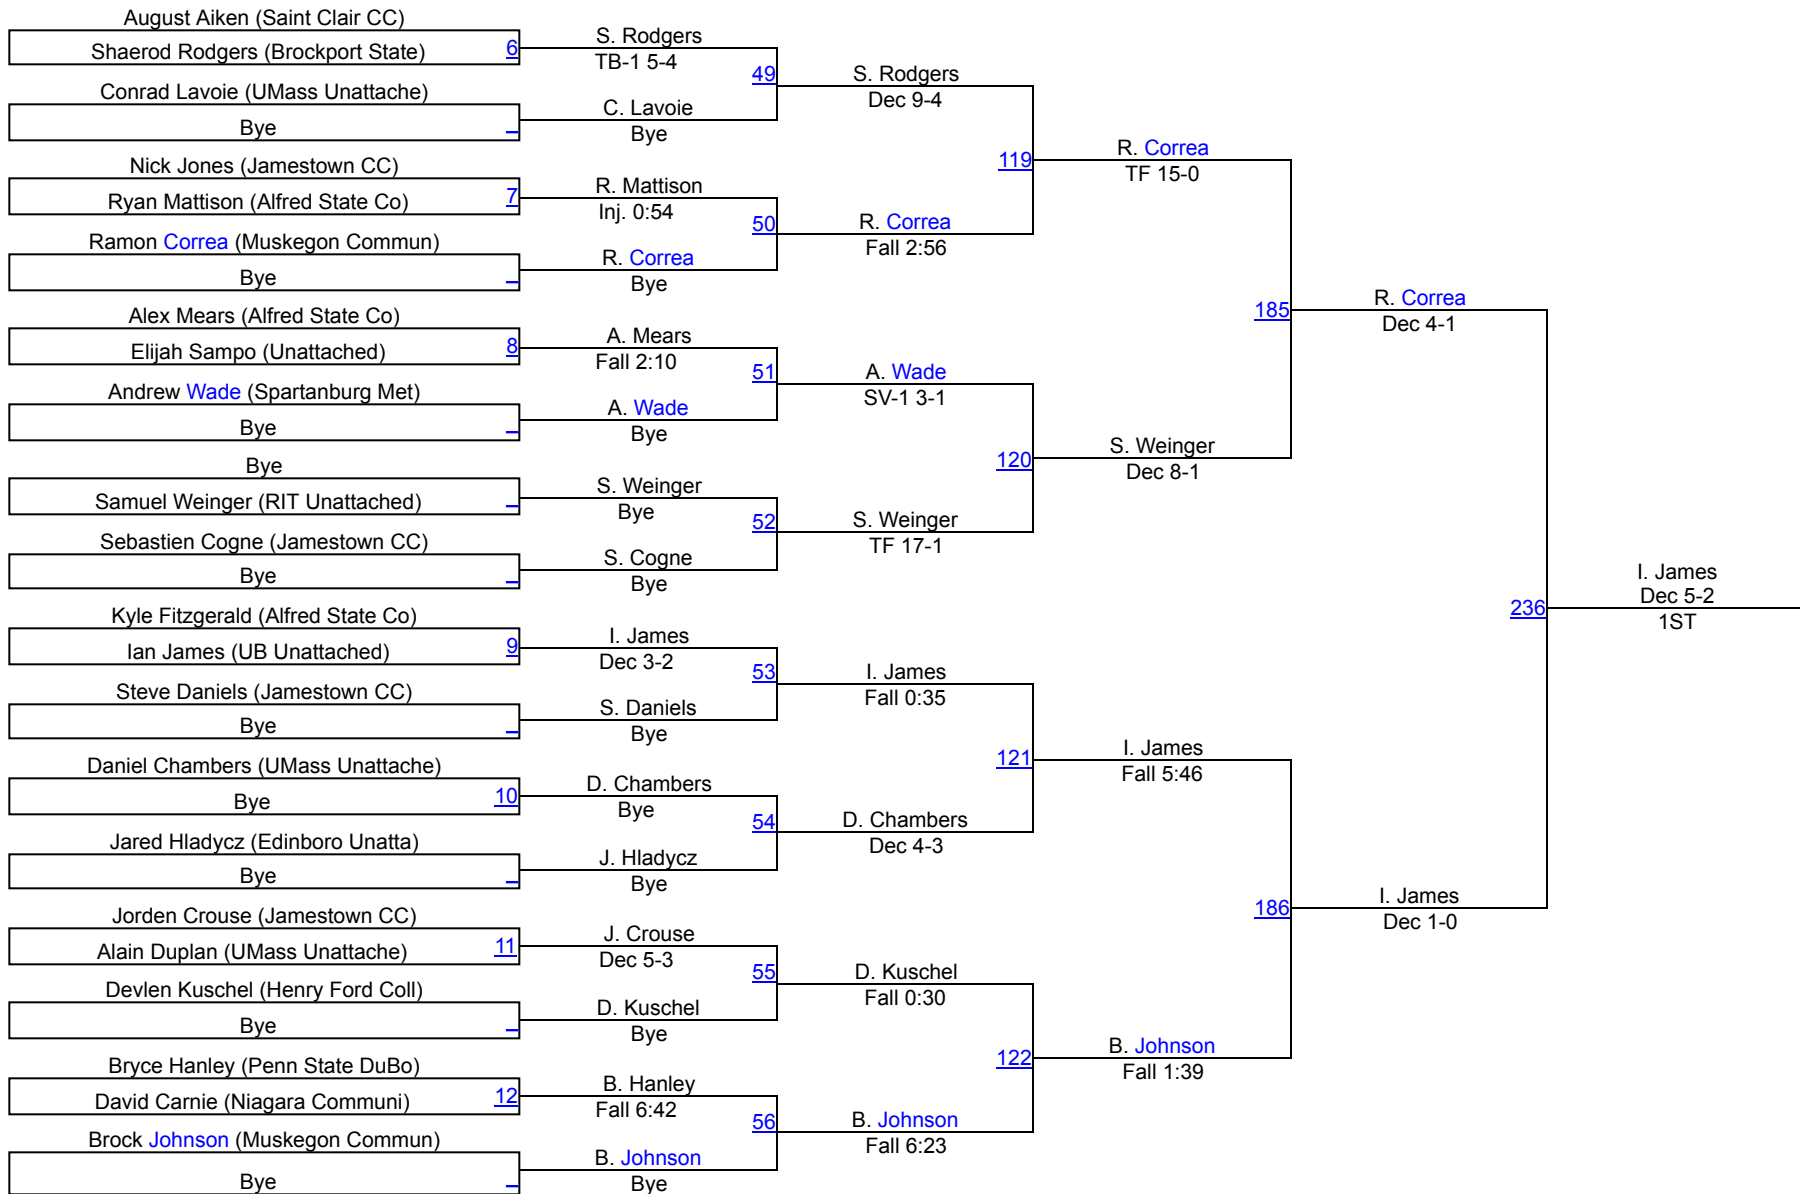 August Aiken (Saint Clair CC)
Shaerod Rodgers (Brockport State)
6
Conrad Lavoie (UMass Unattache)
Bye
Nick Jones (Jamestown CC)
Ryan Mattison (Alfred State Co)
7
Ramon Correa (Muskegon Commun)
Bye
Alex Mears (Alfred State Co)
Elijah Sampo (Unattached)
8
Andrew Wade (Spartanburg Met)
Bye
Bye
Samuel Weinger (RIT Unattached)
Sebastien Cogne (Jamestown CC)
Bye
Kyle Fitzgerald (Alfred State Co)
Ian James (UB Unattached)
9
Steve Daniels (Jamestown CC)
Bye
Daniel Chambers (UMass Unattache)
Bye
10
Jared Hladycz (Edinboro Unatta)
Bye
Jorden Crouse (Jamestown CC)
Alain Duplan (UMass Unattache)
11
Devlen Kuschel (Henry Ford Coll)
Bye
Bryce Hanley (Penn State DuBo)
David Carnie (Niagara Communi)
12
Brock Johnson (Muskegon Commun)
Bye
S. Rodgers
TB-1 5-4
49
C. Lavoie
Bye
R. Mattison
Inj. 0:54
50
R. Correa
Bye
A. Mears
Fall 2:10
51
A. Wade
Bye
S. Weinger
Bye
52
S. Cogne
Bye
I. James
Dec 3-2
53
S. Daniels
Bye
D. Chambers
Bye
54
J. Hladycz
Bye
J. Crouse
Dec 5-3
55
D. Kuschel
Bye
B. Hanley
Fall 6:42
56
B. Johnson
Bye
S. Rodgers
Dec 9-4
119
R. Correa
Fall 2:56
A. Wade
SV-1 3-1
120
S. Weinger
TF 17-1
I. James
Fall 0:35
121
D. Chambers
Dec 4-3
D. Kuschel
Fall 0:30
122
B. Johnson
Fall 6:23
R. Correa
TF 15-0
185
S. Weinger
Dec 8-1
I. James
Fall 5:46
186
B. Johnson
Fall 1:39
R. Correa
Dec 4-1
236
I. James
Dec 1-0
I. James
Dec 5-2
1ST